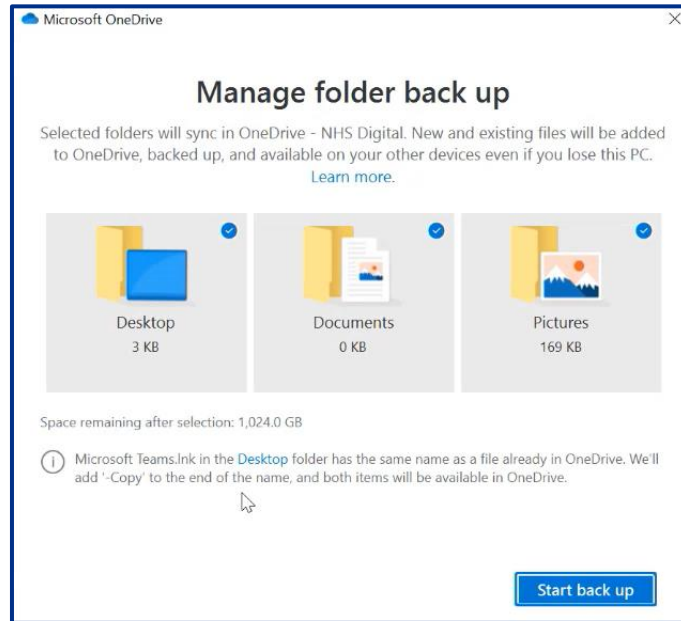 Microsoft OneDrive
Manage folder back up
Selected folders will sync in OneDrive - NHS Digital. New and existing files will be added
to OneDrive, backed up, and available on your other devices even if you lose this PC.
Learn more.
Desktop
3 KB
Documents
0 KB
Pictures
169 KB
Space remaining after selection: 1,024.0 GB
Microsoft Teams.lnk in the Desktop folder has the same name as a file already in OneDrive. We'll
add '-Copy' to the end of the name, and both items will be available in OneDrive.
Start back up